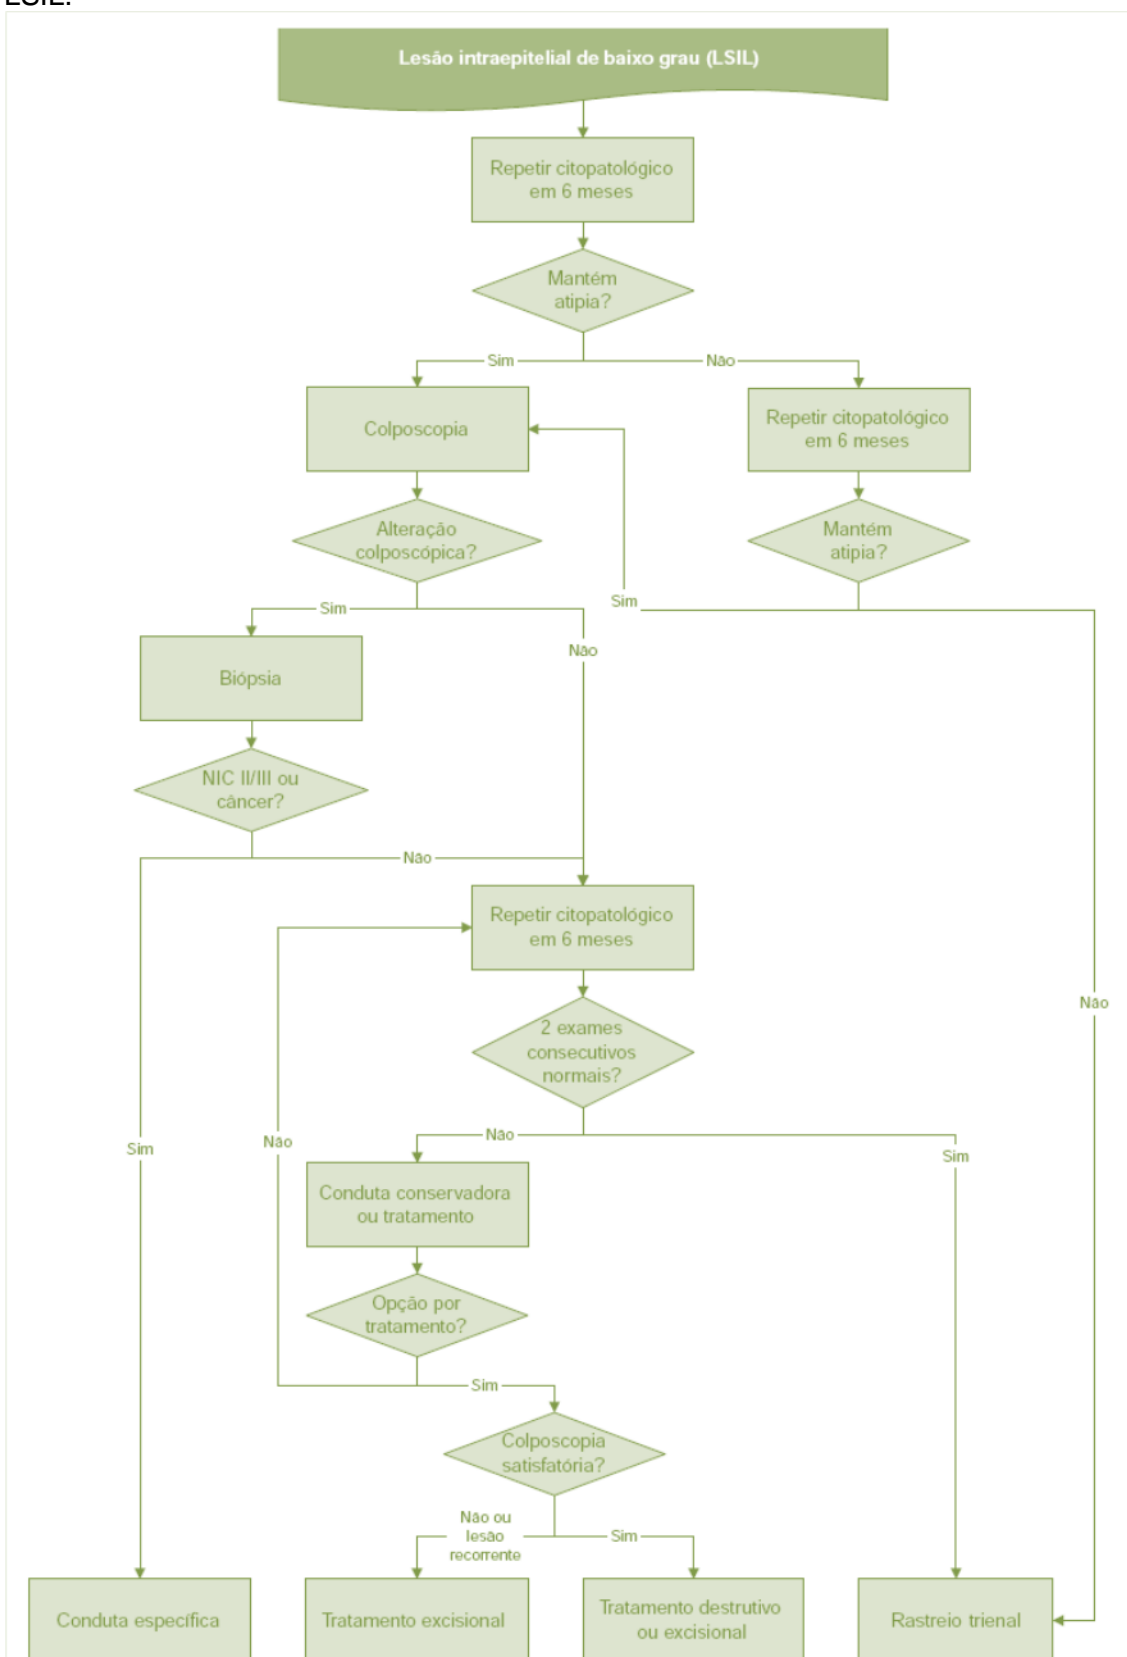 LSIL.
Lesão intraepitelial de baixo grau (LSIL)
Repetir citopatológico
em 6 meses
Mantém
atipia?
Sim
Não
Colposcopia
Repetir citopatológico
em 6 meses
Alteração
colposcópica?
Mantém
atipia?
Sim
Sim
Não
Biópsia
NIC II/III ou
câncer?
Não
Repetir citopatológico
em 6 meses
Não
2 exames
consecutivos
normais?
Não
Sim
Não
Sim
Conduta conservadora
ou tratamento
Opção por
tratamento?
Sim
Colposcopia
satisfatória?
Não ou
lesão
recorrente
Sim
Conduta específica
Tratamento excisional
Tratamento destrutivo
ou excisional
Rastreio trienal